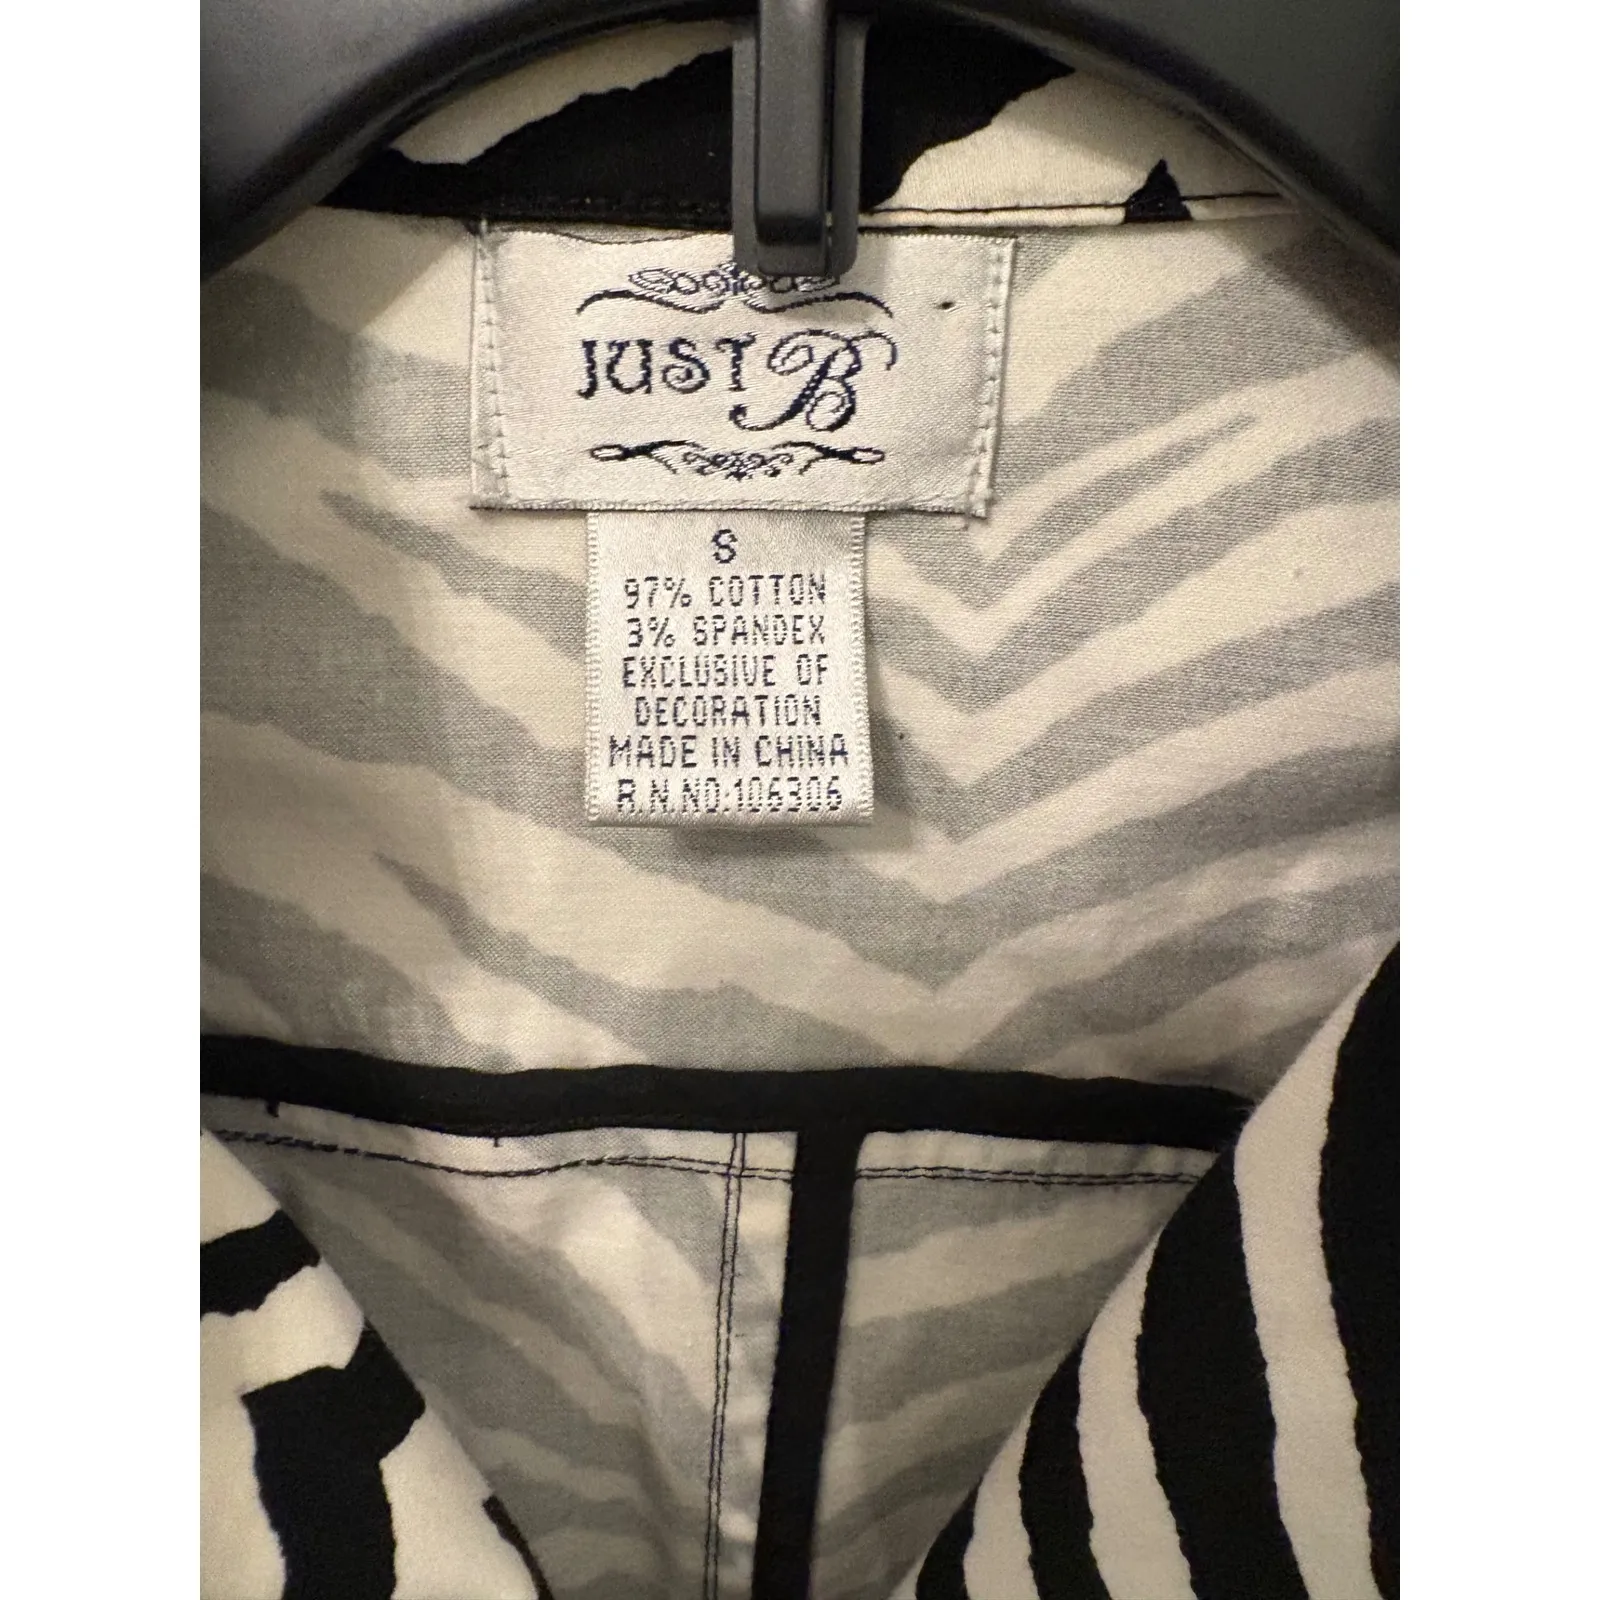 JUST B
S
97% COTTON
3% SPANDEX
EXCLUSIVE OF
DECORATION
MADE IN CHINA
R.N.NO:106306